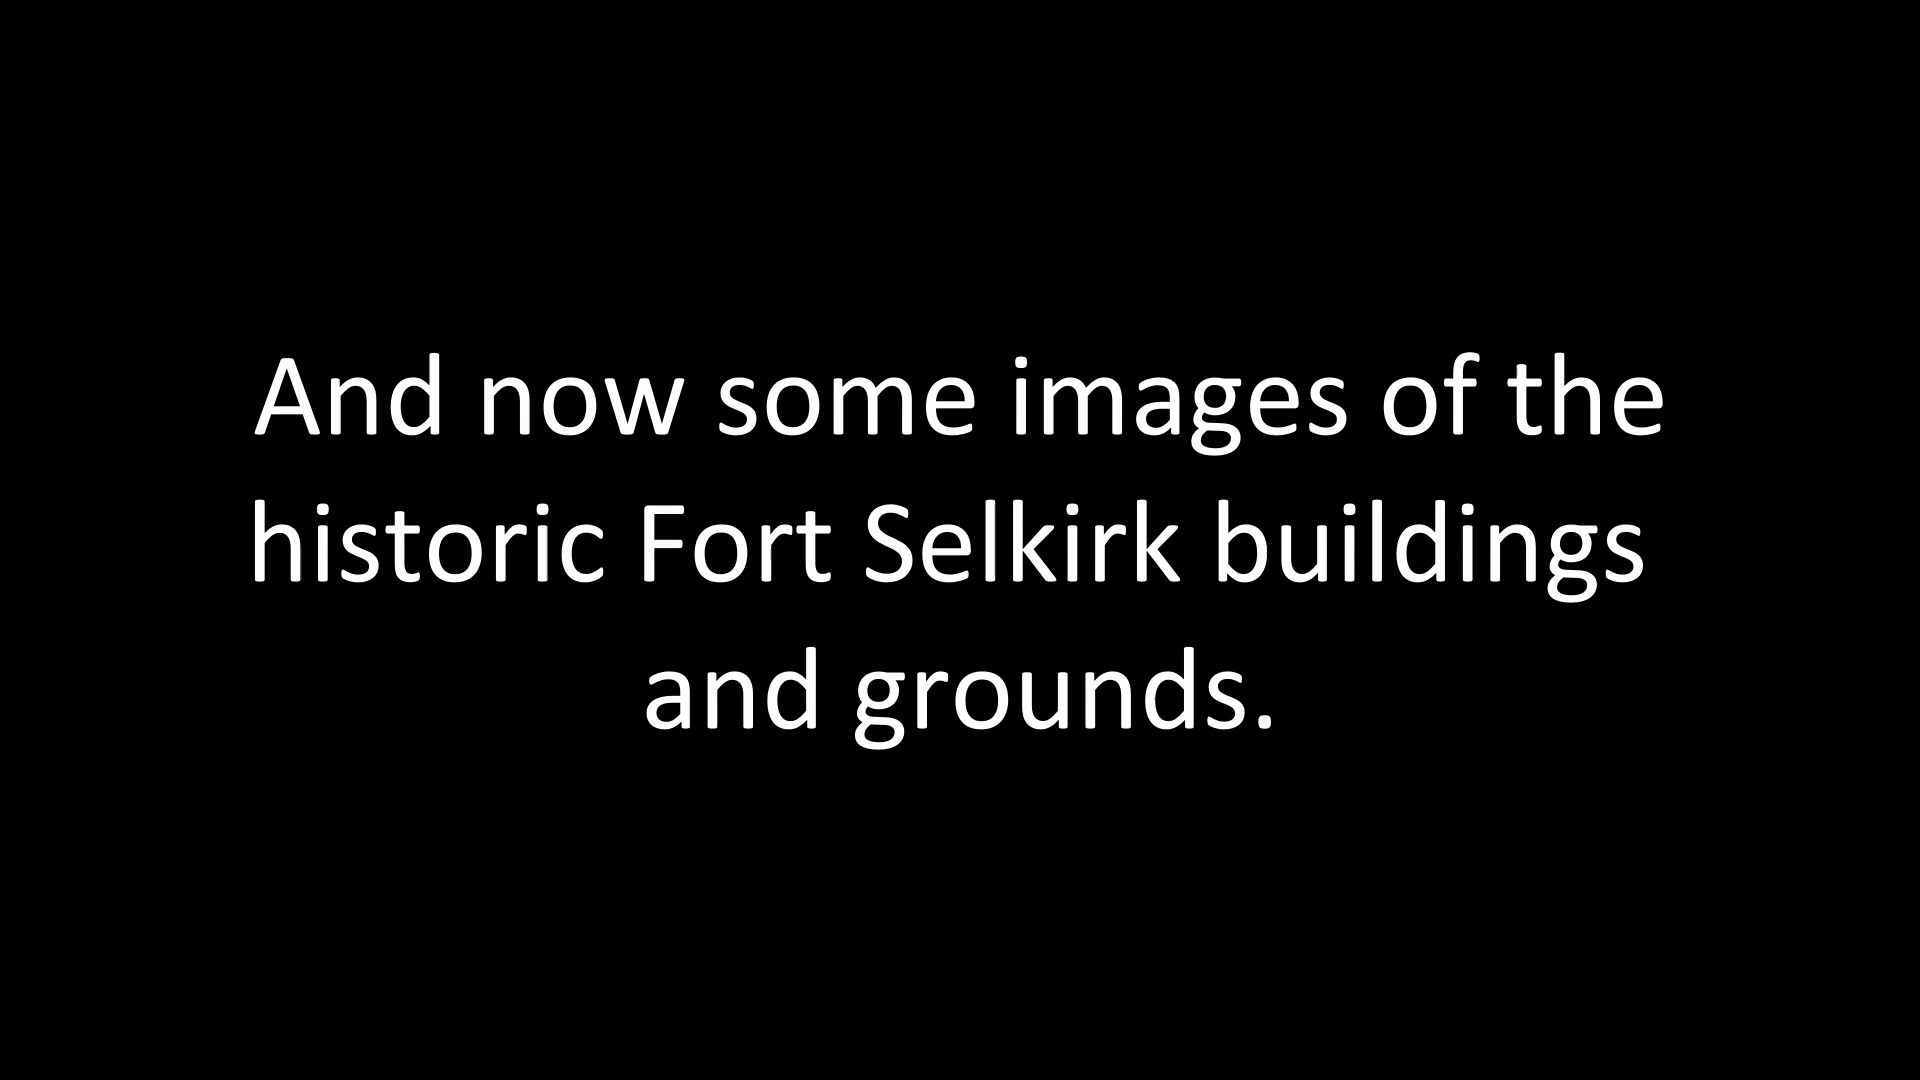 And now some images of the
historic Fort Selkirk buildings
and grounds.